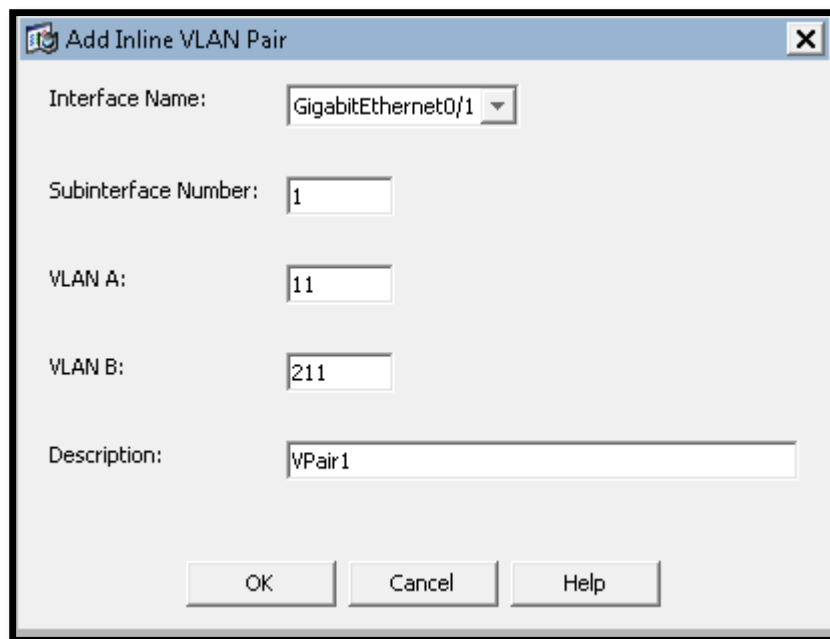 Add Inline VLAN Pair
Interface Name: GigabitEthernet0/1
Subinterface Number: 1
VLAN A: 11
VLAN B: 211
Description: VPair1
OK Cancel Help